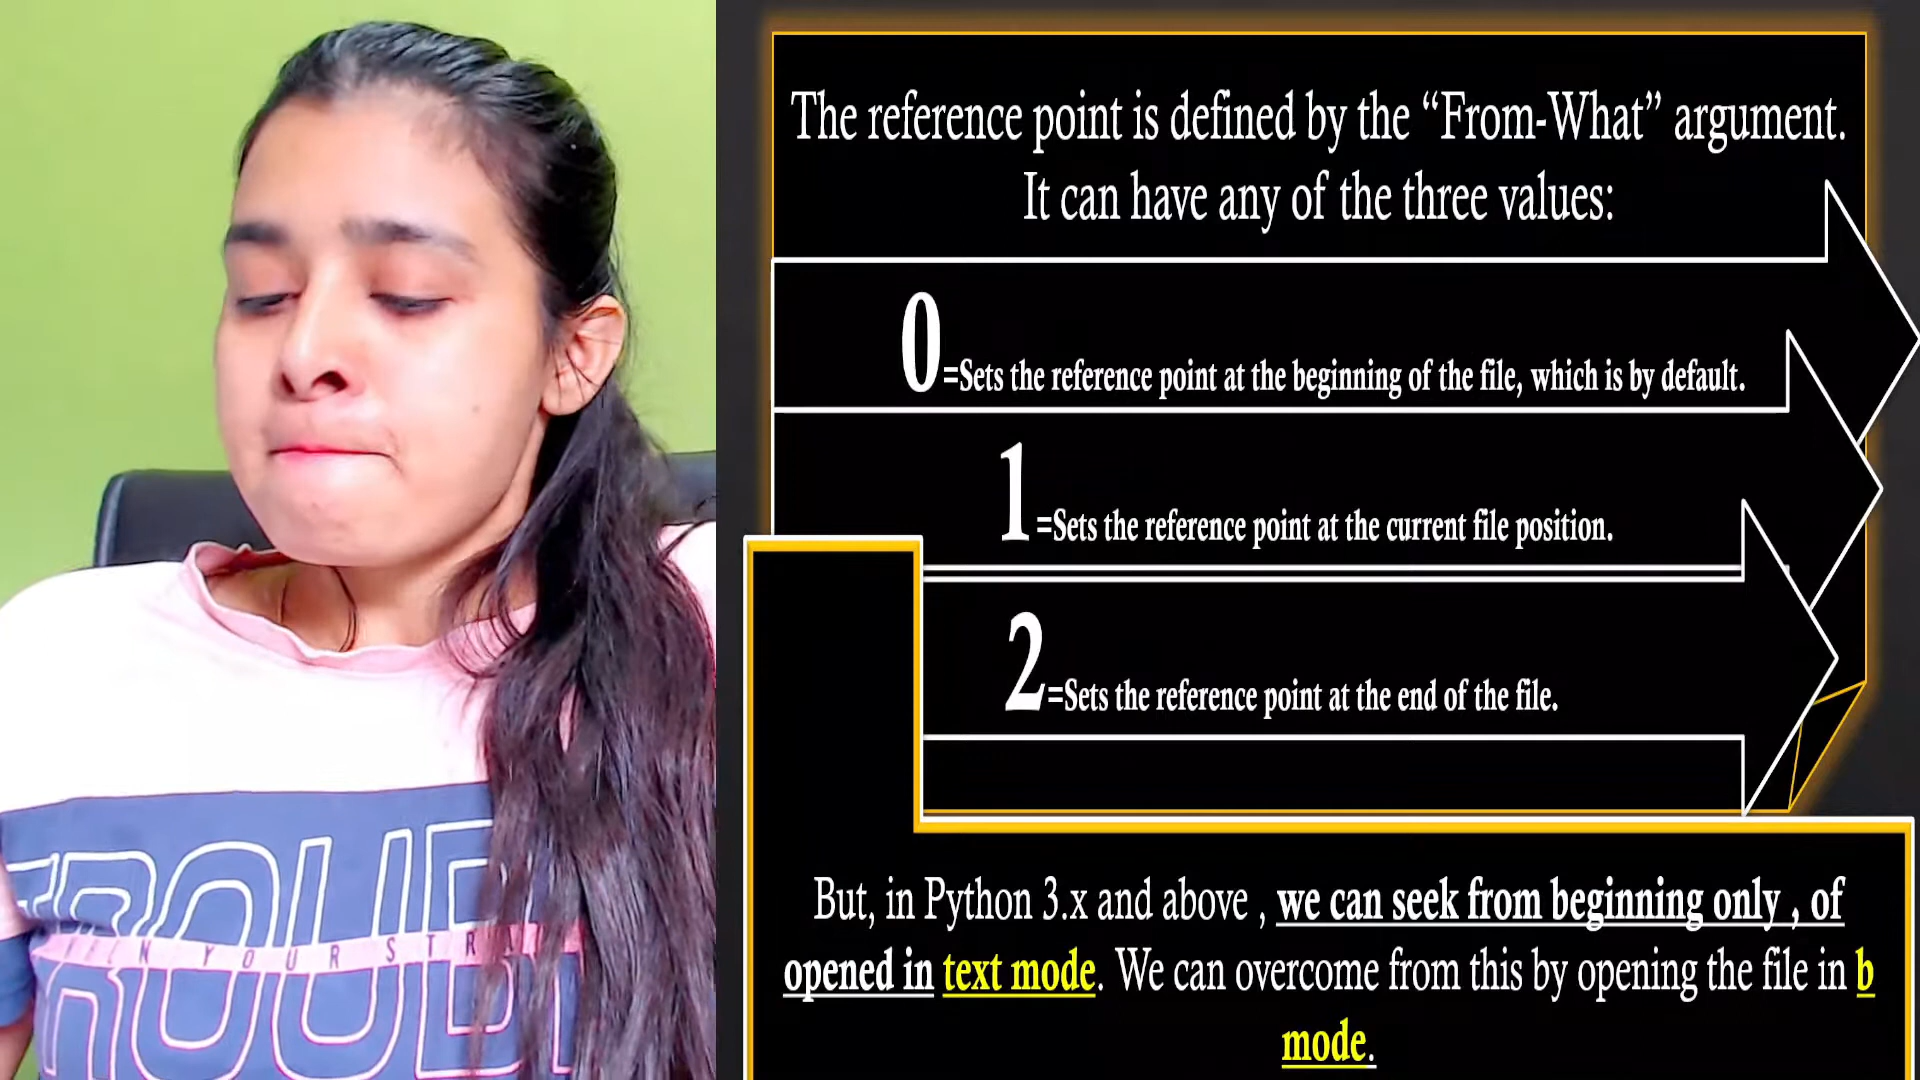 The reference point is defined by the “From-What” argument.
It can have any of the three values:
0=Sets the reference point at the beginning of the file, which is by default.
1=Sets the reference point at the current file position.
2=Sets the reference point at the end of the file.
But, in Python 3.x and above , we can seek from beginning only , of
opened in text mode. We can overcome from this by opening the file in b
mode.
YOUR